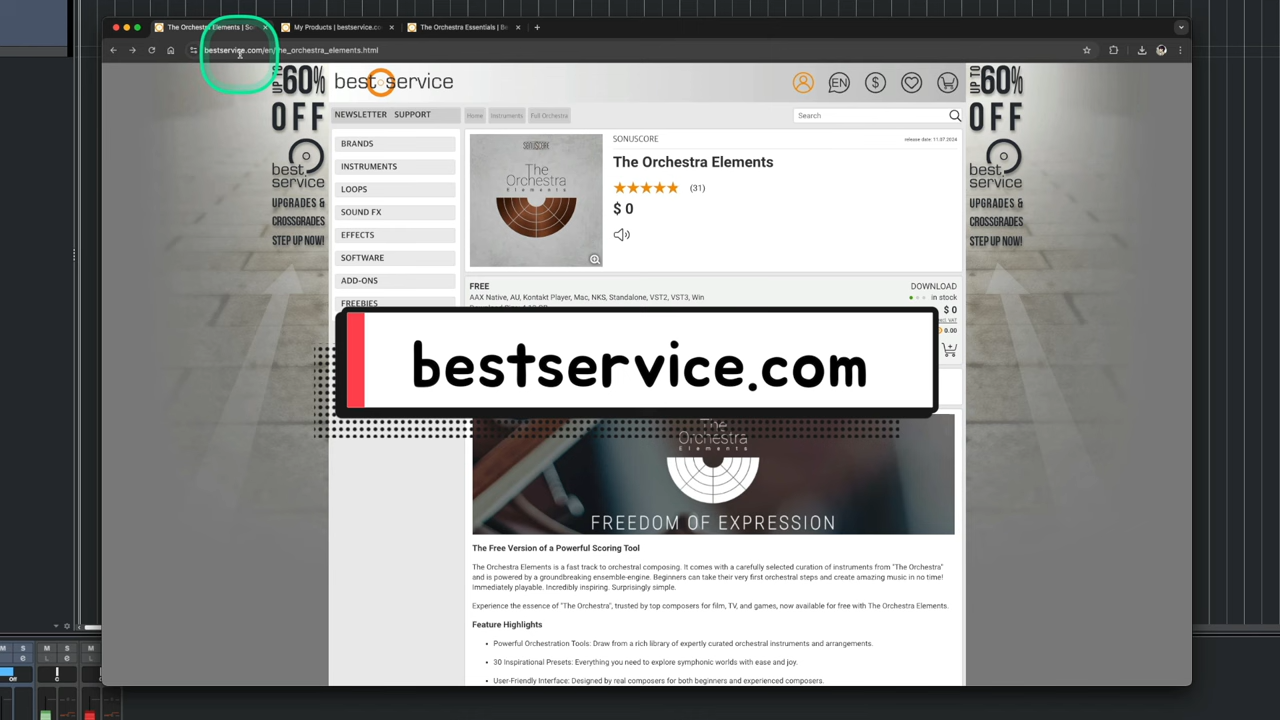 The Orchestra Elements | So
My Products | bestservice.co
The Orchestra Essentials | Be
bestservice.com/en/the_orchestra_elements.html
UP TO
60%
OFF
best
service
UPGRADES &
CROSSGRADES
STEP UP NOW!
best service
EN
$
NEWSLETTER SUPPORT
Home
Instruments
Full Orchestra
Search
BRANDS
INSTRUMENTS
LOOPS
SOUND FX
EFFECTS
SOFTWARE
ADD-ONS
FREEBIES
SONUSCORE
The
Orchestra
Elements
SONUSCORE
release date: 11.07.2024
The Orchestra Elements
(31)
$ 0
FREE
DOWNLOAD
AAX Native, AU, Kontakt Player, Mac, NKS, Standalone, VST2, VST3, Win
in stock
$ 0
0.00
bestservice.com
The
Orchestra
Elements
FREEDOM OF EXPRESSION
The Free Version of a Powerful Scoring Tool
The Orchestra Elements is a fast track to orchestral composing. It comes with a carefully selected curation of instruments from "The Orchestra"
and is powered by a groundbreaking ensemble-engine. Beginners can take their very first orchestral steps and create amazing music in no time!
Immediately playable. Incredibly inspiring. Surprisingly simple.
Experience the essence of "The Orchestra", trusted by top composers for film, TV, and games, now available for free with The Orchestra Elements.
Feature Highlights
Powerful Orchestration Tools: Draw from a rich library of expertly curated orchestral instruments and arrangements.
30 Inspirational Presets: Everything you need to explore symphonic worlds with ease and joy.
User-Friendly Interface: Designed by real composers for both beginners and experienced composers.
UP TO
60%
OFF
best
service
UPGRADES &
CROSSGRADES
STEP UP NOW!
M S M L M
e e e
Off C C